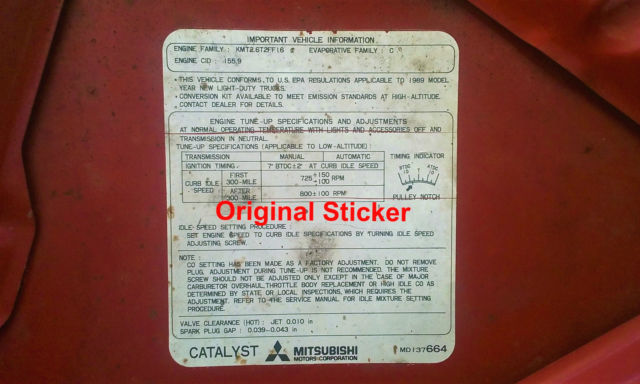 IMPORTANT VEHICLE INFORMATION
ENGINE FAMILY : KMT2.6T2FF16 EVAPORATIVE FAMILY :
ENGINE CID : 155.9
• THIS VEHICLE CONFORMS TO U.S. EPA REGULATIONS APPLICABLE TO 1989 MODEL
YEAR NEW LIGHT-DUTY TRUCKS.
• CONVERSION KIT AVAILABLE TO MEET EMISSION STANDARDS AT HIGH-ALTITUDE.
CONTACT DEALER FOR DETAILS.
ENGINE TUNE-UP SPECIFICATIONS AND ADJUSTMENTS
AT NORMAL OPERATING TEMPERATURE WITH LIGHTS AND ACCESSORIES OFF AND
TRANSMISSION IN NEUTRAL.
TUNE-UP SPECIFICATIONS (APPLICABLE TO LOW-ALTITUDE) :
TRANSMISSION MANUAL AUTOMATIC TIMING INDICATOR
IGNITION TIMING 7° BTDC±2° AT CURB IDLE SPEED BTDC ATDC
CURB IDLE SPEED FIRST 300-MILE 725 +150 -100 RPM
AFTER 300-MILE 800±100 RPM PULLEY NOTCH
Original Sticker
IDLE SPEED SETTING PROCEDURE :
SET ENGINE SPEED TO CURB IDLE SPECIFICATIONS BY TURNING IDLE SPEED
ADJUSTING SCREW.
NOTE :
CO SETTING HAS BEEN MADE AS A FACTORY ADJUSTMENT. DO NOT REMOVE
PLUG. ADJUSTMENT DURING TUNE-UP IS NOT RECOMMENDED. THE MIXTURE
SCREW SHOULD NOT BE ADJUSTED ONLY EXCEPT IN THE CASE OF MAJOR
CARBURETOR OVERHAUL, THROTTLE BODY REPLACEMENT OR HIGH IDLE CO AS
DETERMINED BY STATE OR LOCAL INSPECTIONS, WHICH REQUIRES THE
ADJUSTMENT. REFER TO THE SERVICE MANUAL FOR IDLE MIXTURE SETTING
PROCEDURE.
VALVE CLEARANCE (HOT) : JET 0.010 in
SPARK PLUG GAP : 0.039-0.043 in
CATALYST MITSUBISHI MOTORS CORPORATION MD137664